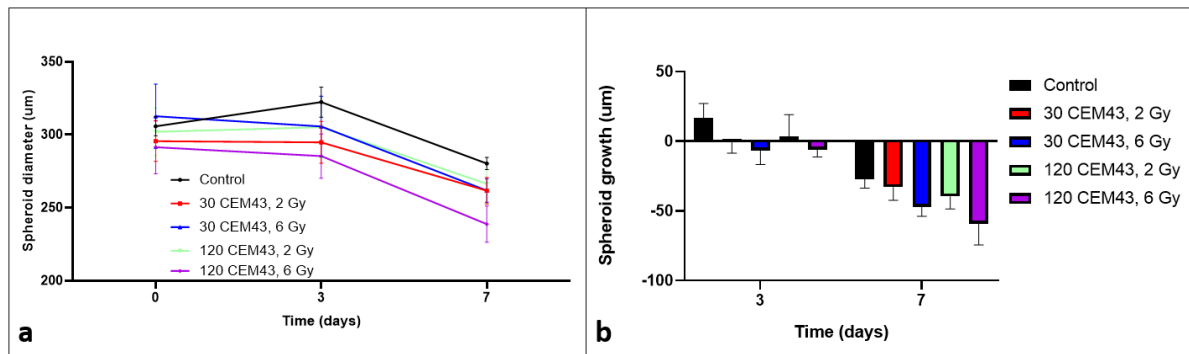 350
300
250
200
Spheroid diameter (um)
Control
30 CEM43, 2 Gy
30 CEM43, 6 Gy
120 CEM43, 2 Gy
120 CEM43, 6 Gy
0 3 7
Time (days)
a
50
0
-50
-100
Spheroid growth (um)
3 7
Time (days)
Control
30 CEM43, 2 Gy
30 CEM43, 6 Gy
120 CEM43, 2 Gy
120 CEM43, 6 Gy
b